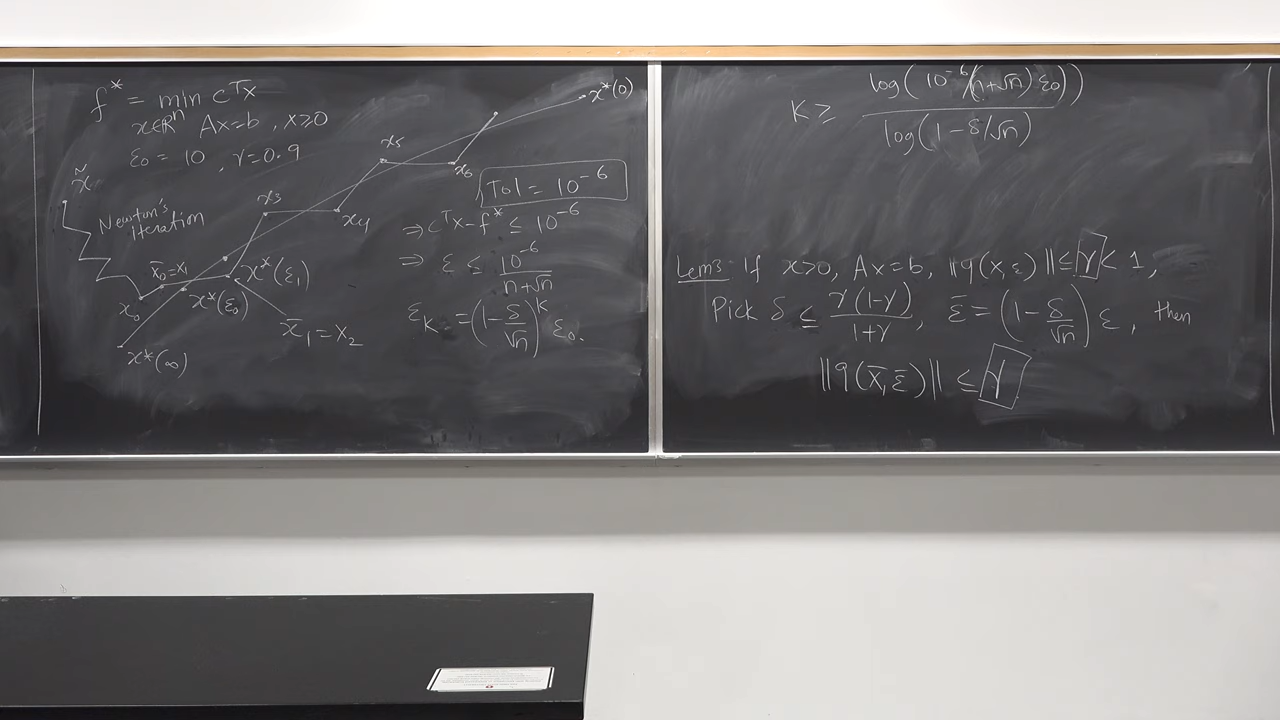 f* = min cᵀx
x∈ℝⁿ Ax=b, x≥0
ε₀ = 10, γ=0.9
x̃
Newton's
iteration
x̄₀=x₁
x₀
x*(∞)
x*(ε₀)
x*(ε₁)
x̄₁=x₂
x₃
x₄
x₅
x₆
x*(0)
Tol = 10⁻⁶
⇒ cᵀx-f* ≤ 10⁻⁶
⇒ ε ≤ 10⁻⁶/(n+√n)
ε_K = (1-δ/√n)^K ε₀.
K ≥ log(10⁻⁶/(n+√n) ε₀)) / log(1-δ/√n)
Lem3 If x>0, Ax=b, ||q(x,ε)|| ≤ γ < 1,
Pick δ ≤ γ(1-γ)/(1+γ), ε̄ = (1-δ/√n) ε, then
||q(x̄,ε̄)|| ≤ γ